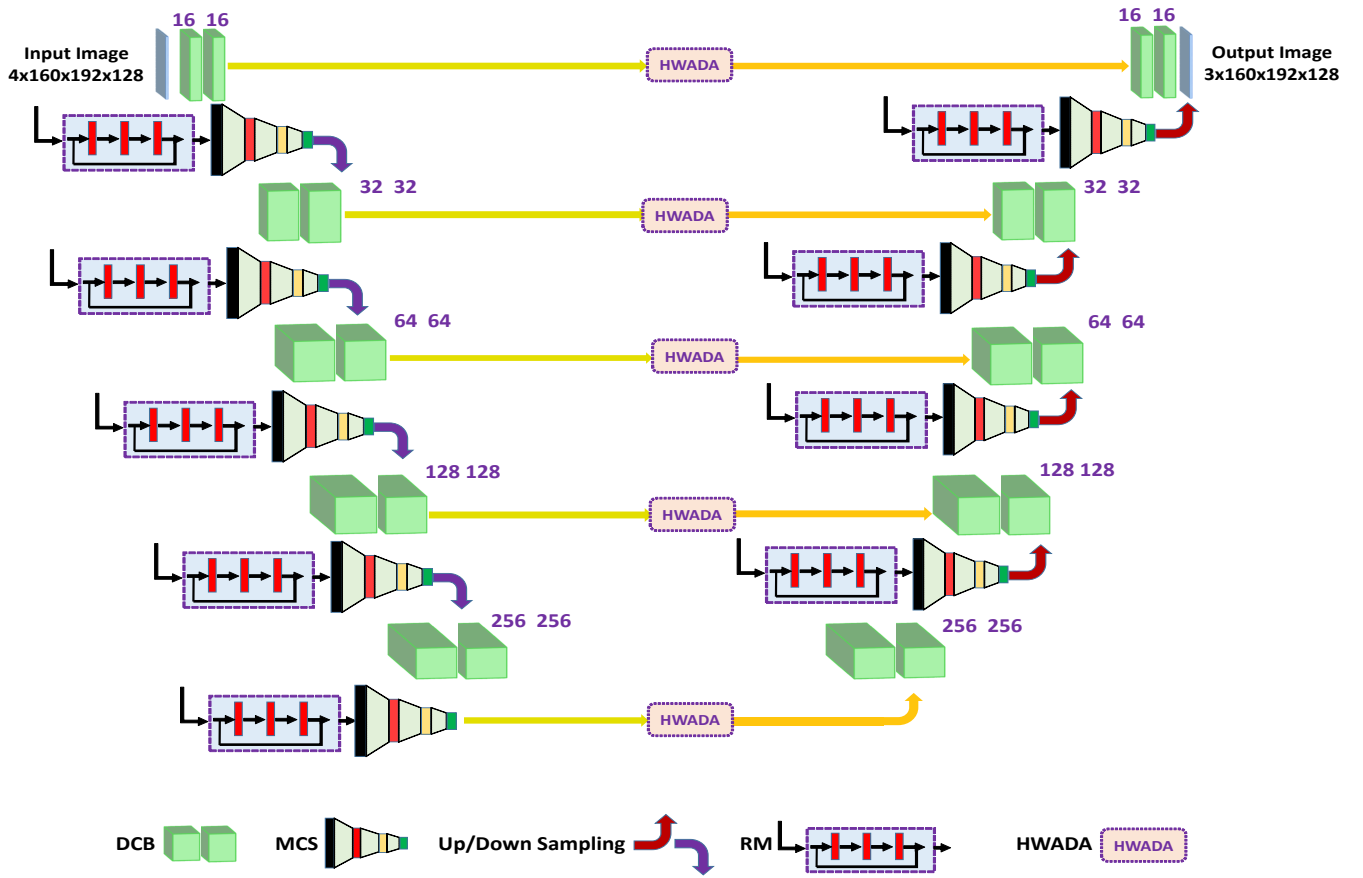 16 16
Input Image
4x160x192x128
HWADA
16 16
Output Image
3x160x192x128
32 32
HWADA
32 32
64 64
HWADA
64 64
128 128
HWADA
128 128
256 256
256 256
HWADA
DCB
MCS
Up/Down Sampling
RM
HWADA
HWADA